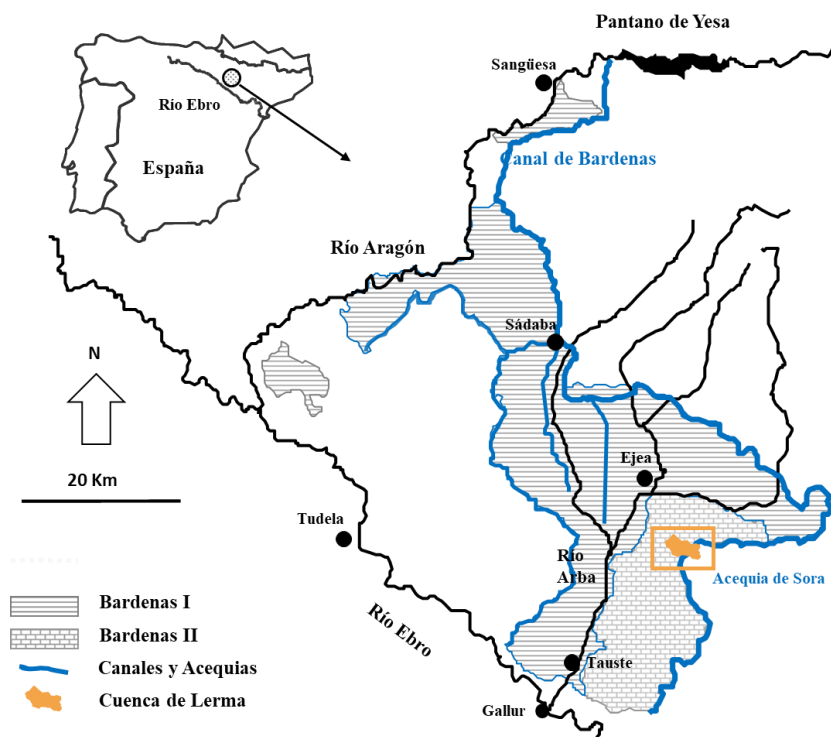 Pantano de Yesa
Sangüesa
Río Ebro
España
Canal de Bardenas
Río Aragón
Sádaba
N
20 Km
Ejea
Tudela
Río
Arba
Acequia de Sora
Río Ebro
Tauste
Gallur
Bardenas I
Bardenas II
Canales y Acequias
Cuenca de Lerma